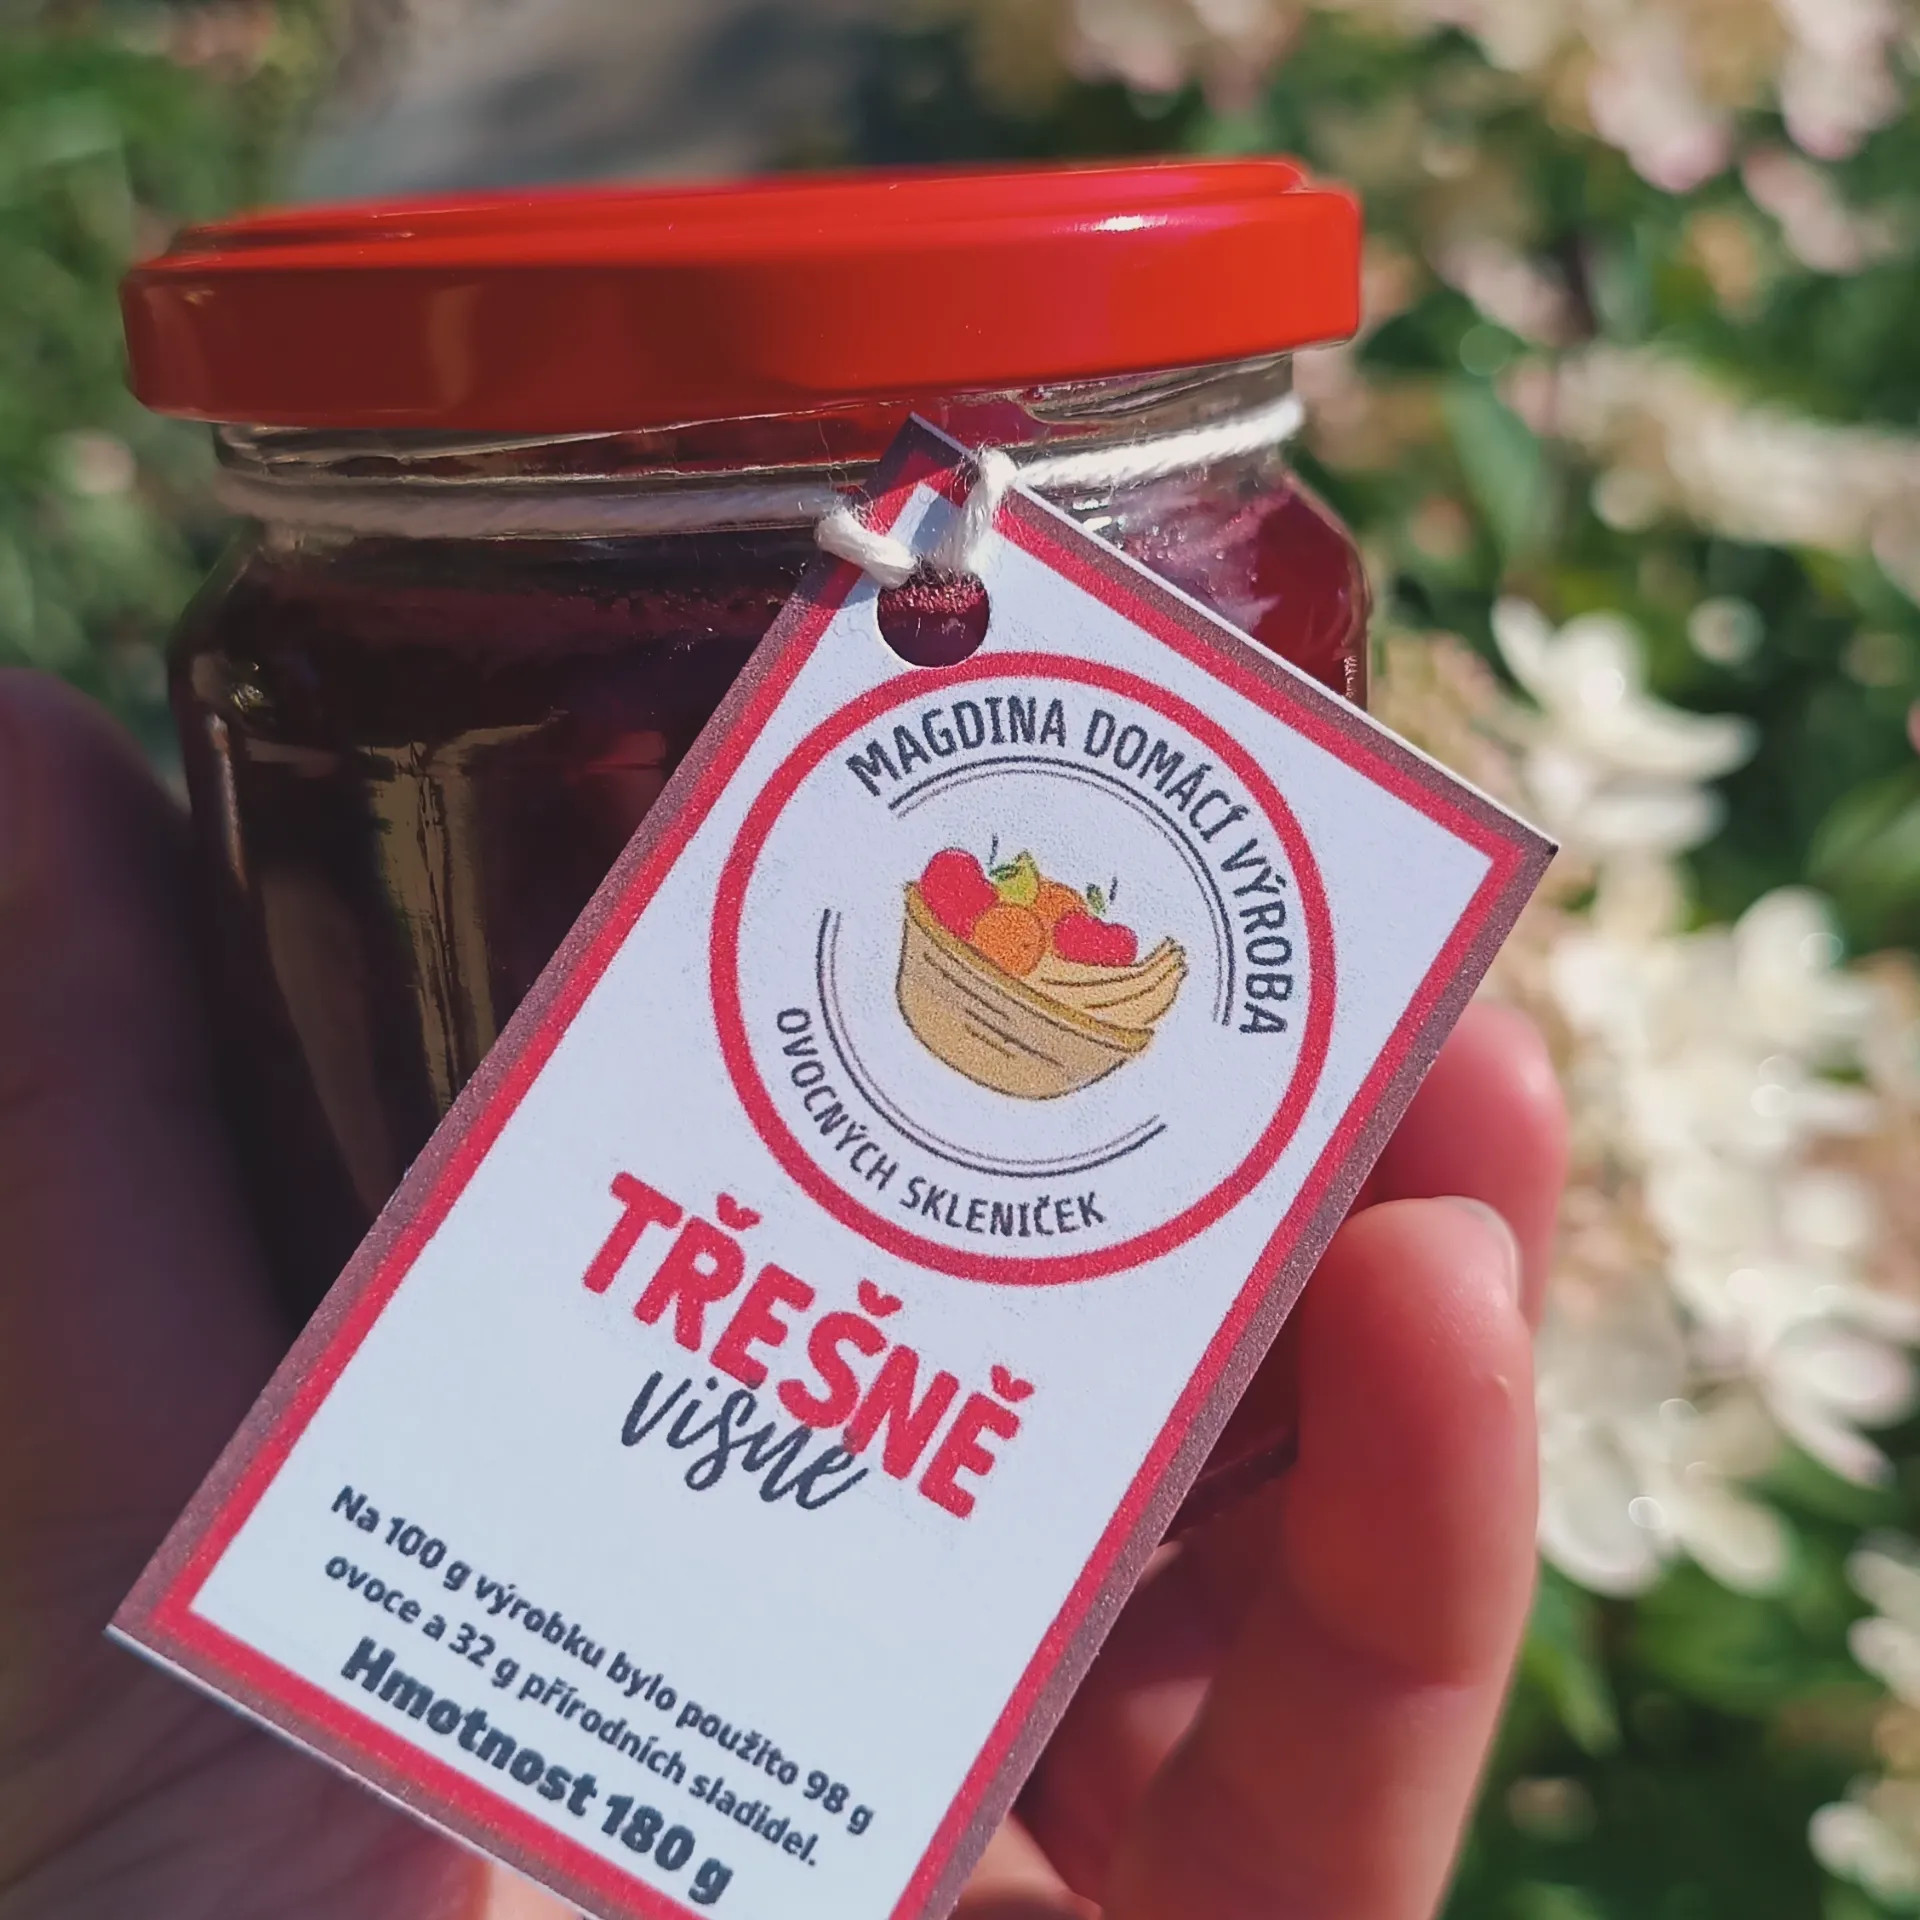 MAGDINA DOMÁCÍ VÝROBA
OVOCNÝCH SKLENIČEK
TŘEŠNĚ
višně
Na 100 g výrobku bylo použito 98 g
ovoce a 32 g přírodních sladidel.
Hmotnost 180 g